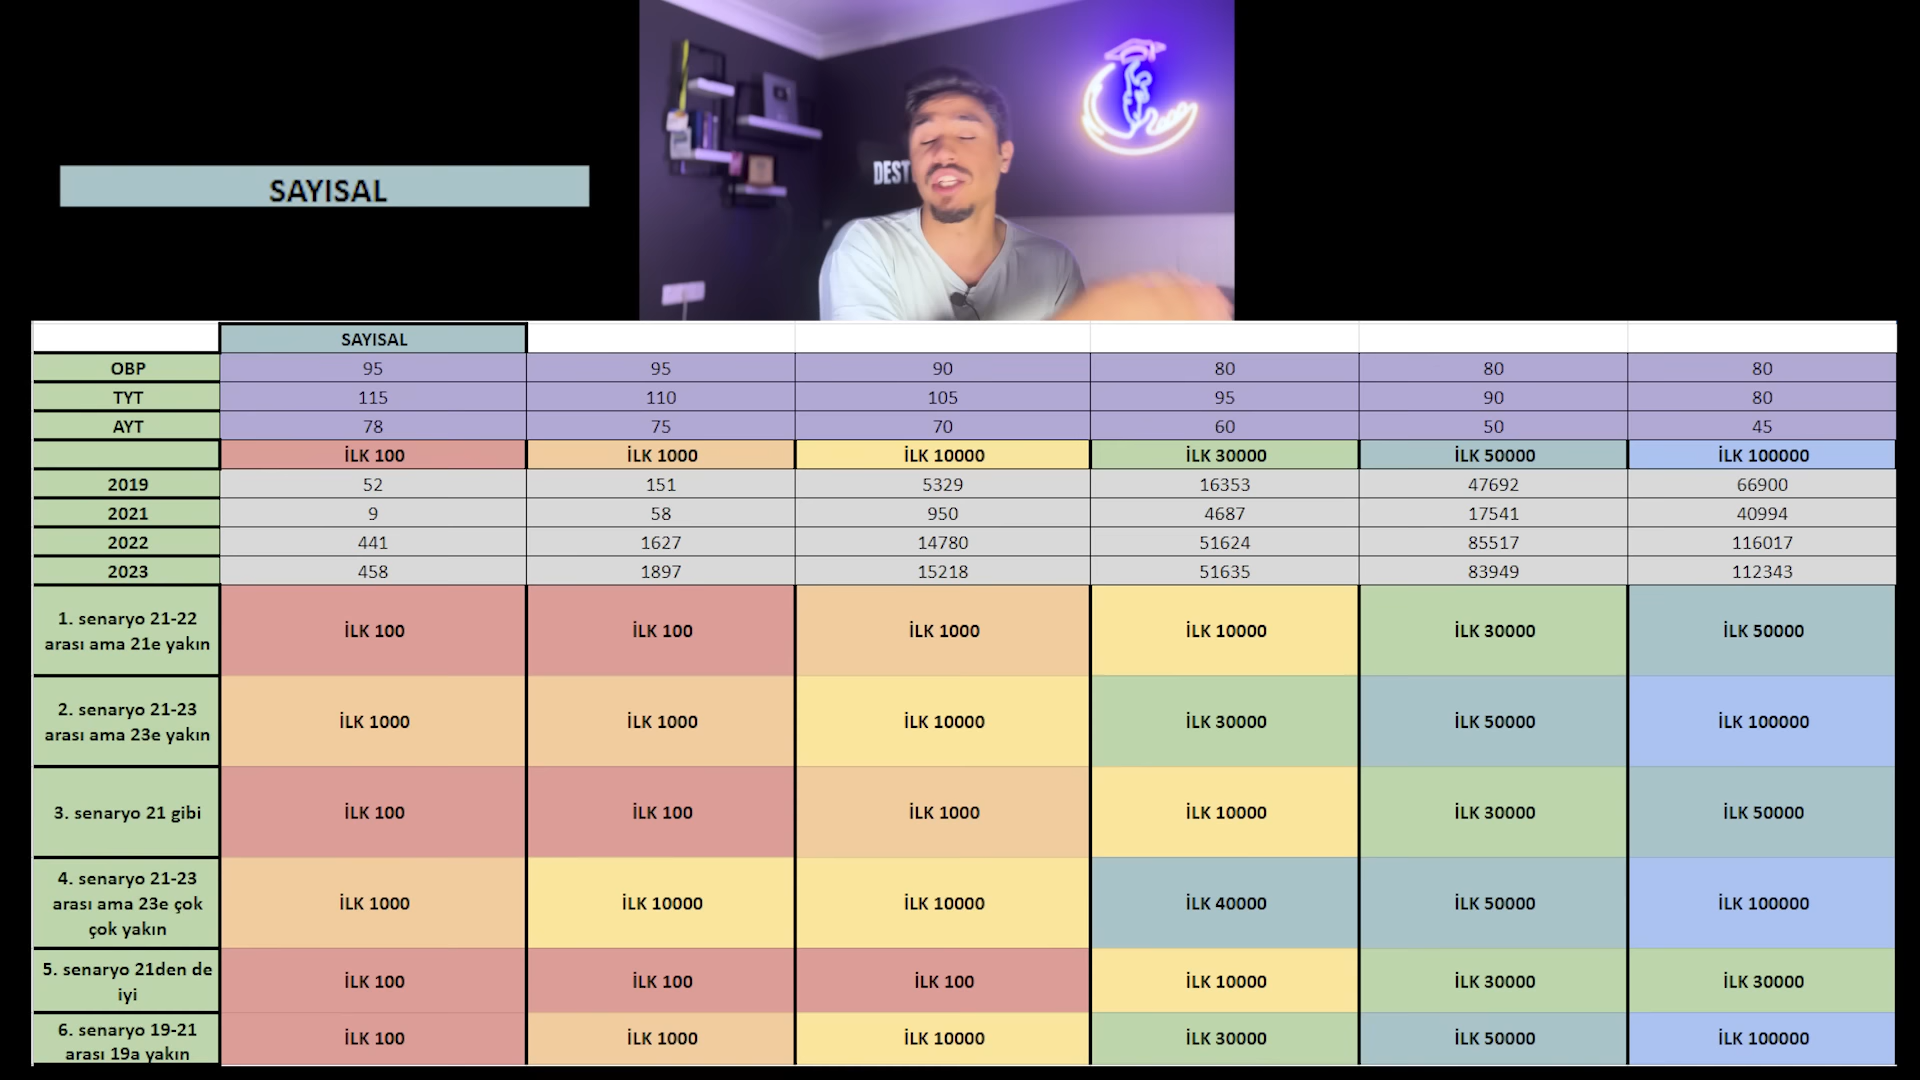 SAYISAL
DEST
SAYISAL
OBP 95 95 90 80 80 80
TYT 115 110 105 95 90 80
AYT 78 75 70 60 50 45
İLK 100 İLK 1000 İLK 10000 İLK 30000 İLK 50000 İLK 100000
2019 52 151 5329 16353 47692 66900
2021 9 58 950 4687 17541 40994
2022 441 1627 14780 51624 85517 116017
2023 458 1897 15218 51635 83949 112343
1. senaryo 21-22
arası ama 21e yakın
İLK 100 İLK 100 İLK 1000 İLK 10000 İLK 30000 İLK 50000
2. senaryo 21-23
arası ama 23e yakın
İLK 1000 İLK 1000 İLK 10000 İLK 30000 İLK 50000 İLK 100000
3. senaryo 21 gibi İLK 100 İLK 100 İLK 1000 İLK 10000 İLK 30000 İLK 50000
4. senaryo 21-23
arası ama 23e çok
çok yakın
İLK 1000 İLK 10000 İLK 10000 İLK 40000 İLK 50000 İLK 100000
5. senaryo 21den de
iyi
İLK 100 İLK 100 İLK 100 İLK 10000 İLK 30000 İLK 30000
6. senaryo 19-21
arası 19a yakın
İLK 100 İLK 1000 İLK 10000 İLK 30000 İLK 50000 İLK 100000